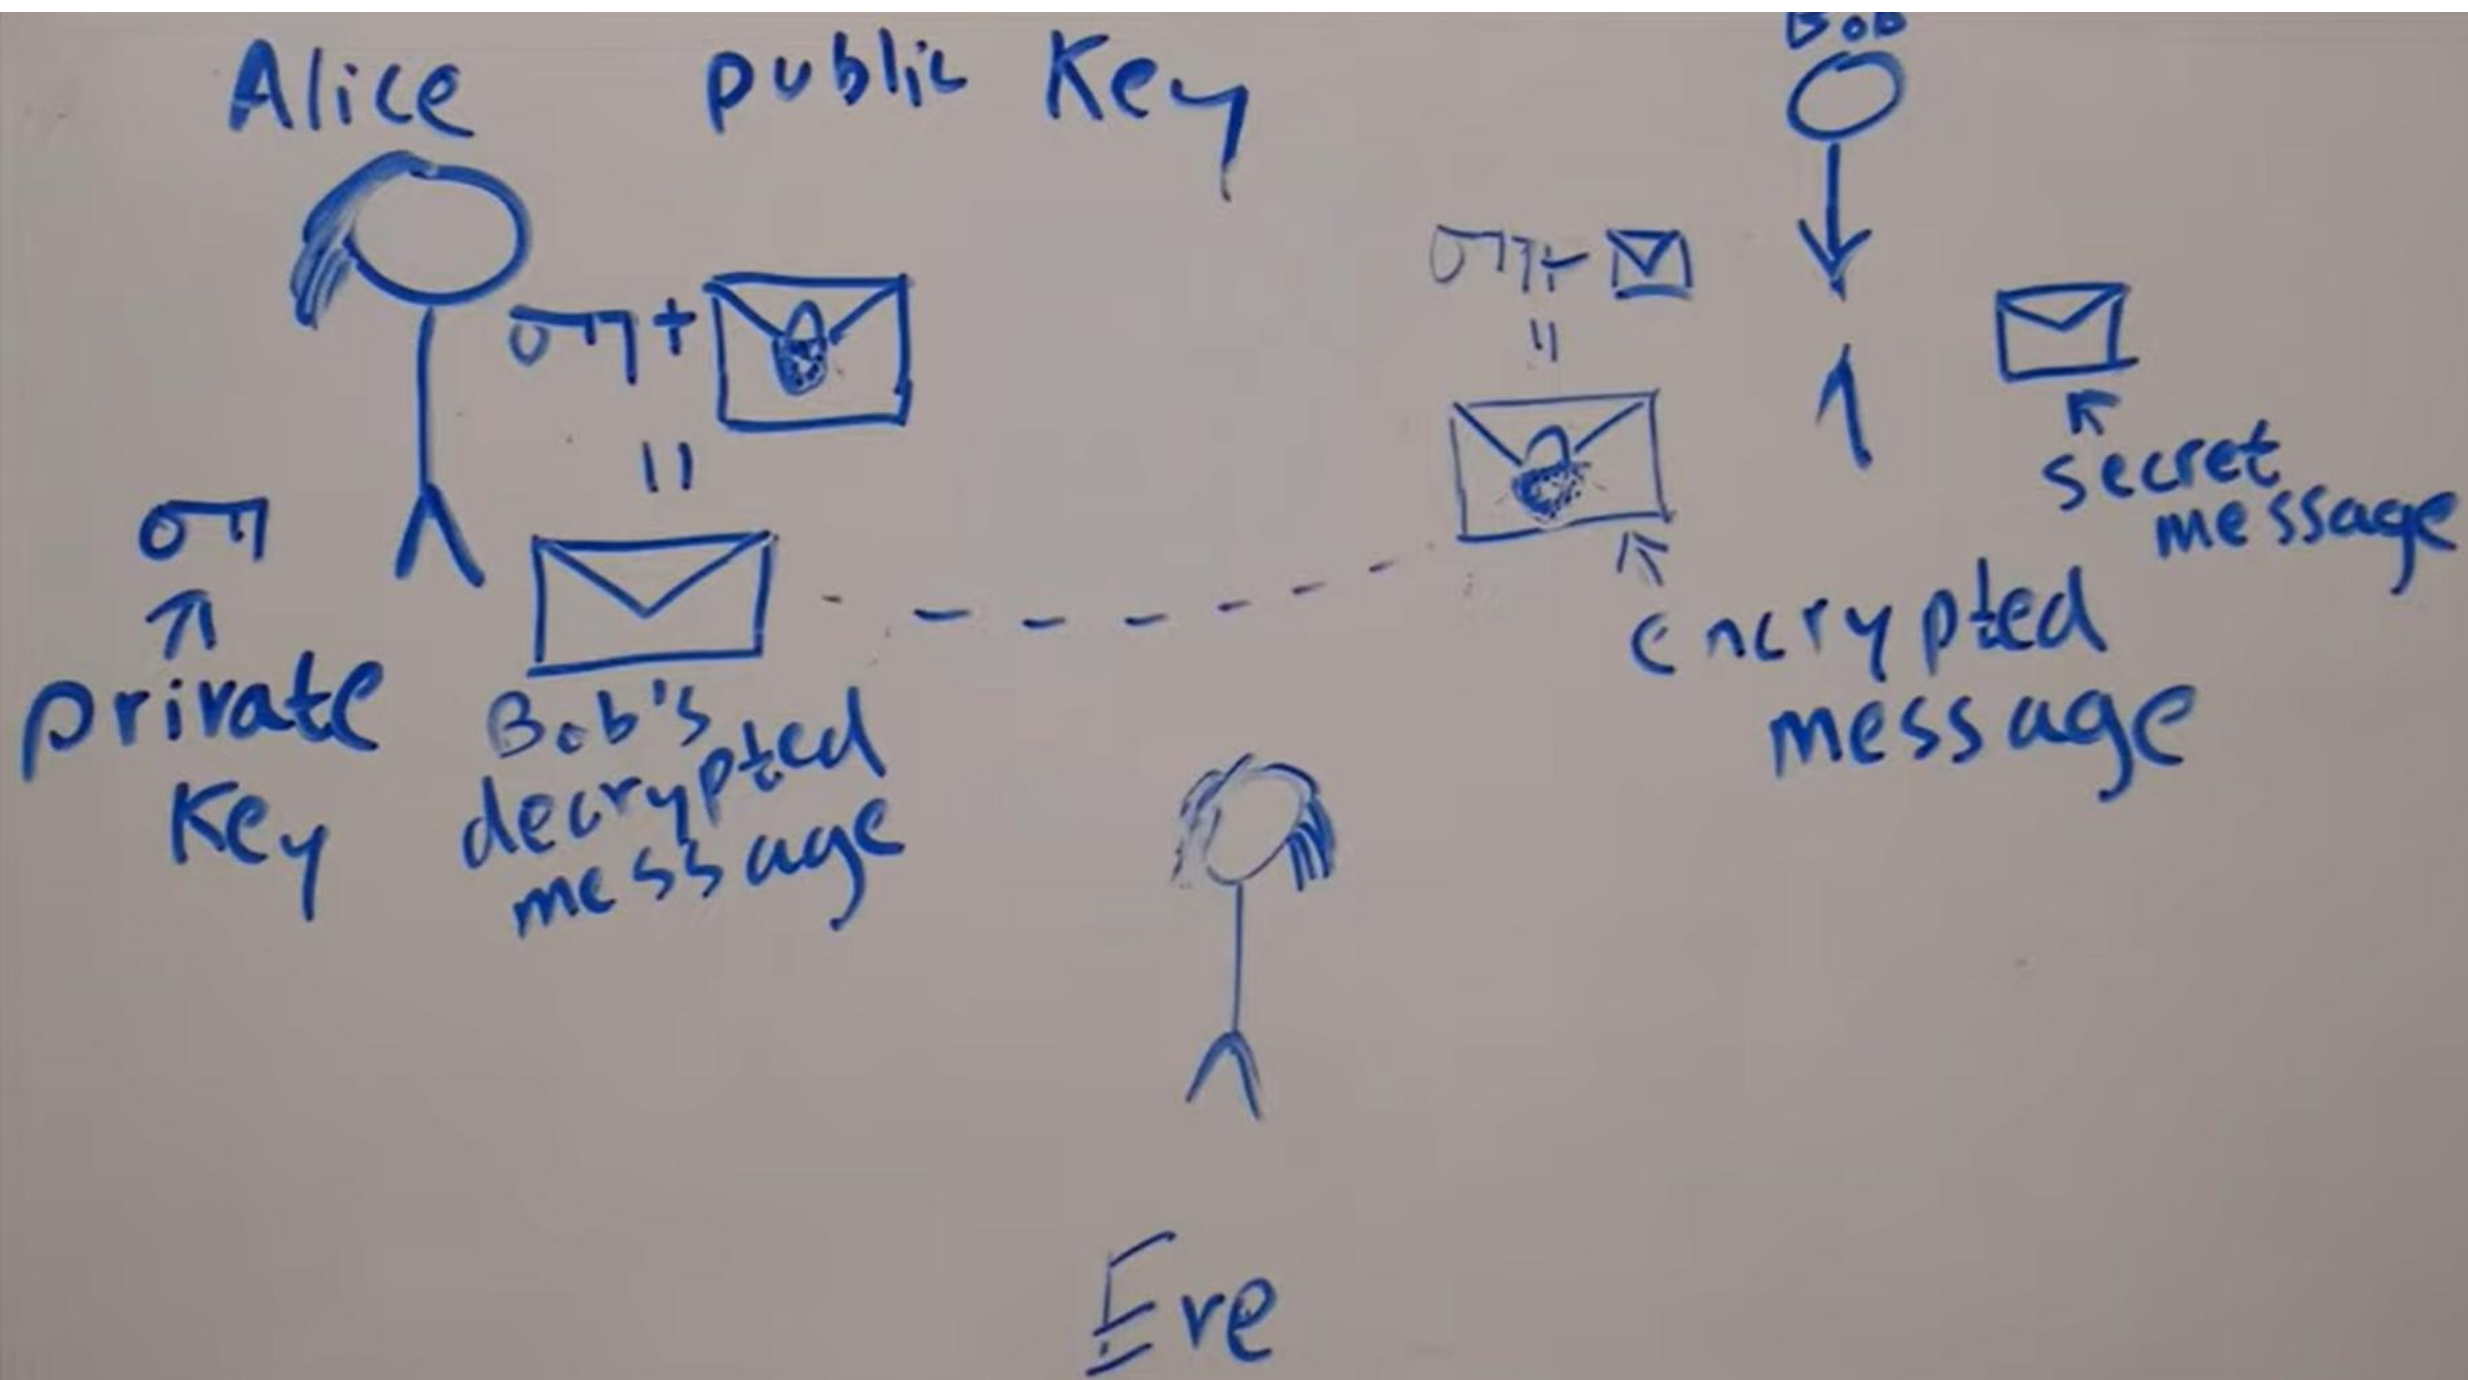 Alice
public Key
Bob
secret
message
encrypted
message
private
Key
Bob's
decrypted
message
Eve